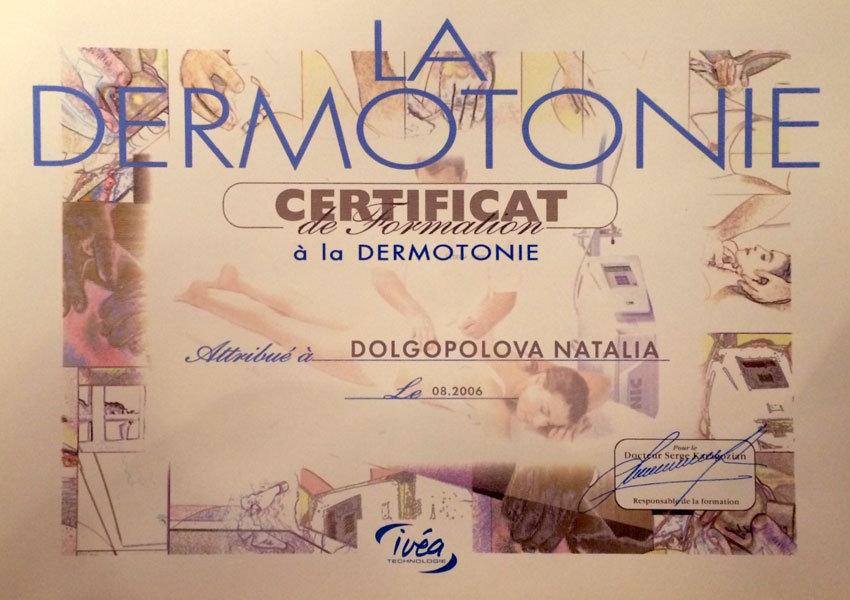 LA
DERMOTONIE
CERTIFICAT
de Formation
à la DERMOTONIE
Attribué à DOLGOPOLOVA NATALIA
Le 08.2006
Pour le
Docteur Serge Karagozian
Responsable de la formation
ivéa
TECHNOLOGIE